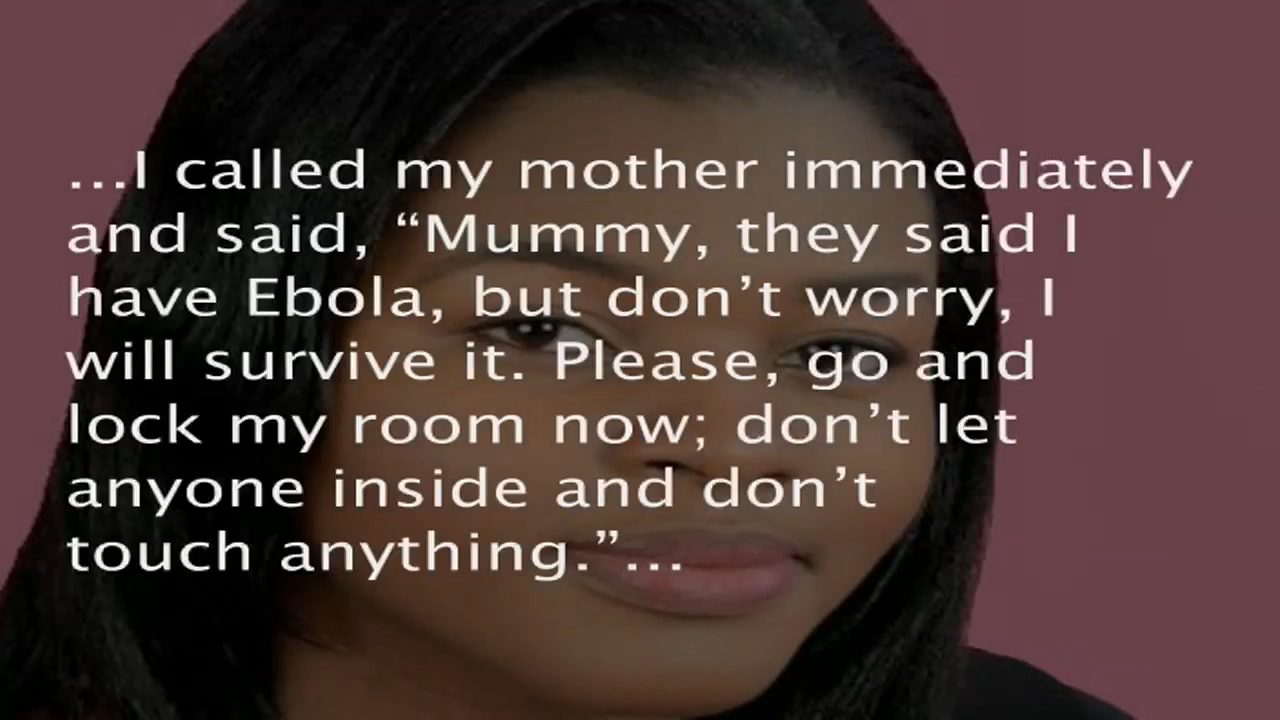 ...I called my mother immediately
and said, “Mummy, they said I
have Ebola, but don’t worry, I
will survive it. Please, go and
lock my room now; don’t let
anyone inside and don’t
touch anything.”...